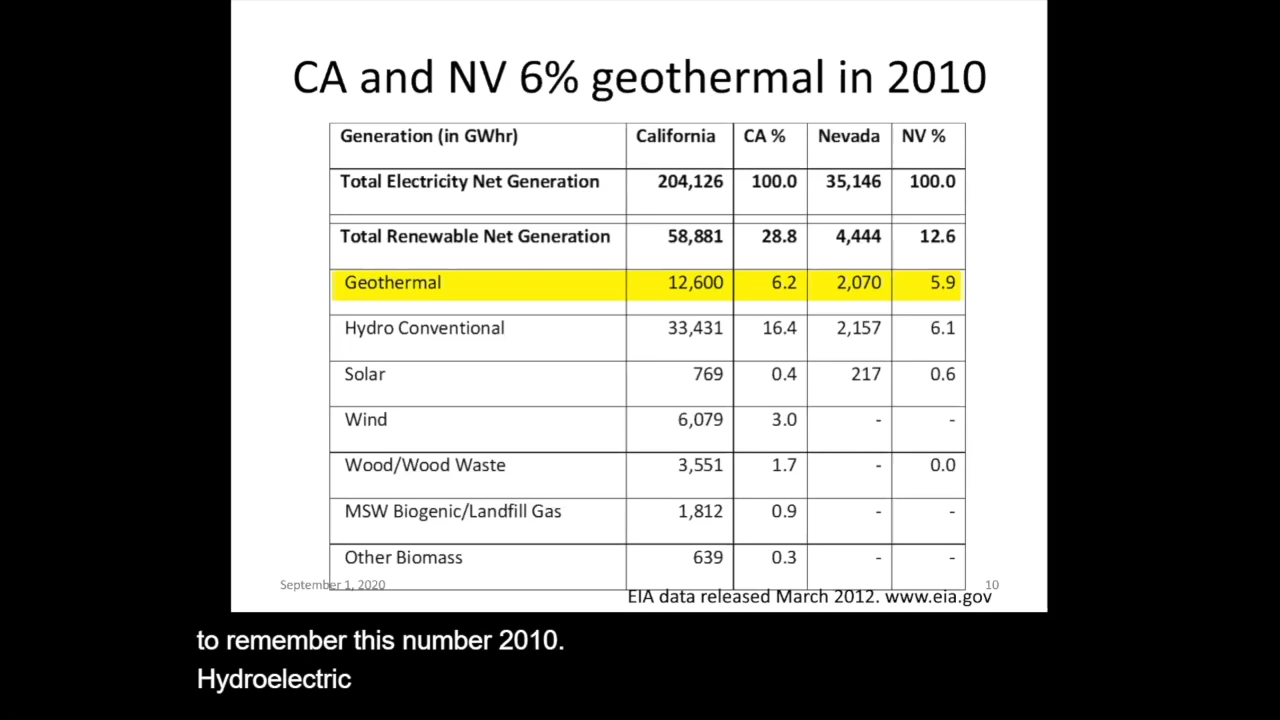 CA and NV 6% geothermal in 2010
Generation (in GWhr) California CA % Nevada NV %
Total Electricity Net Generation 204,126 100.0 35,146 100.0
Total Renewable Net Generation 58,881 28.8 4,444 12.6
Geothermal 12,600 6.2 2,070 5.9
Hydro Conventional 33,431 16.4 2,157 6.1
Solar 769 0.4 217 0.6
Wind 6,079 3.0 - -
Wood/Wood Waste 3,551 1.7 - 0.0
MSW Biogenic/Landfill Gas 1,812 0.9 - -
Other Biomass 639 0.3 - -
September 1, 2020 10
EIA data released March 2012. www.eia.gov
to remember this number 2010.
Hydroelectric